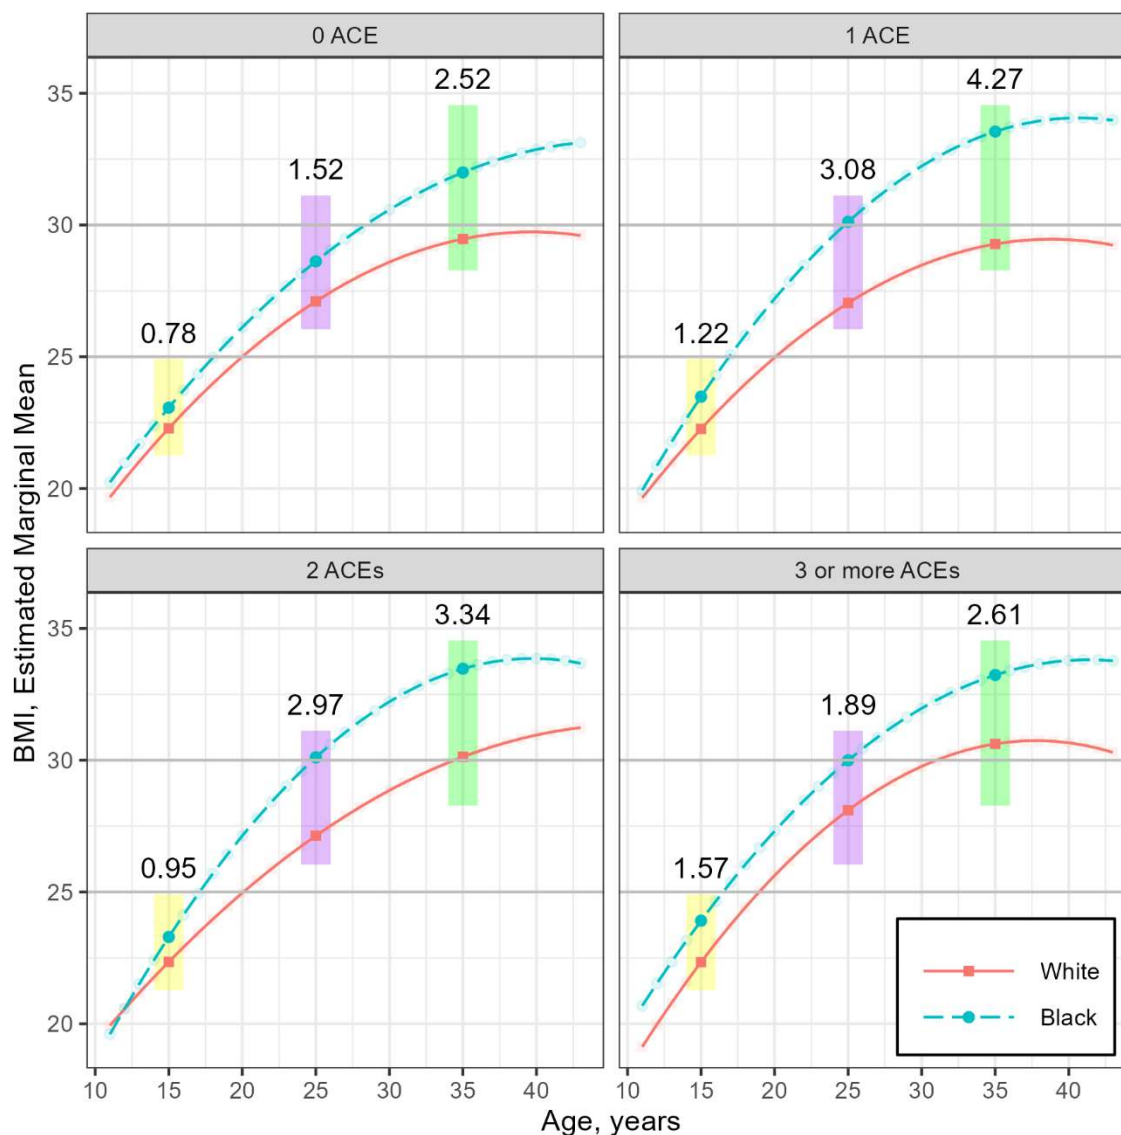 0 ACE
1 ACE
2.52
4.27
35
1.52
3.08
30
0.78
1.22
25
20
BMI, Estimated Marginal Mean
2 ACEs
3 or more ACEs
3.34
2.61
35
2.97
1.89
30
0.95
1.57
25
White
20
Black
10 15 20 25 30 35 40
10 15 20 25 30 35 40
Age, years